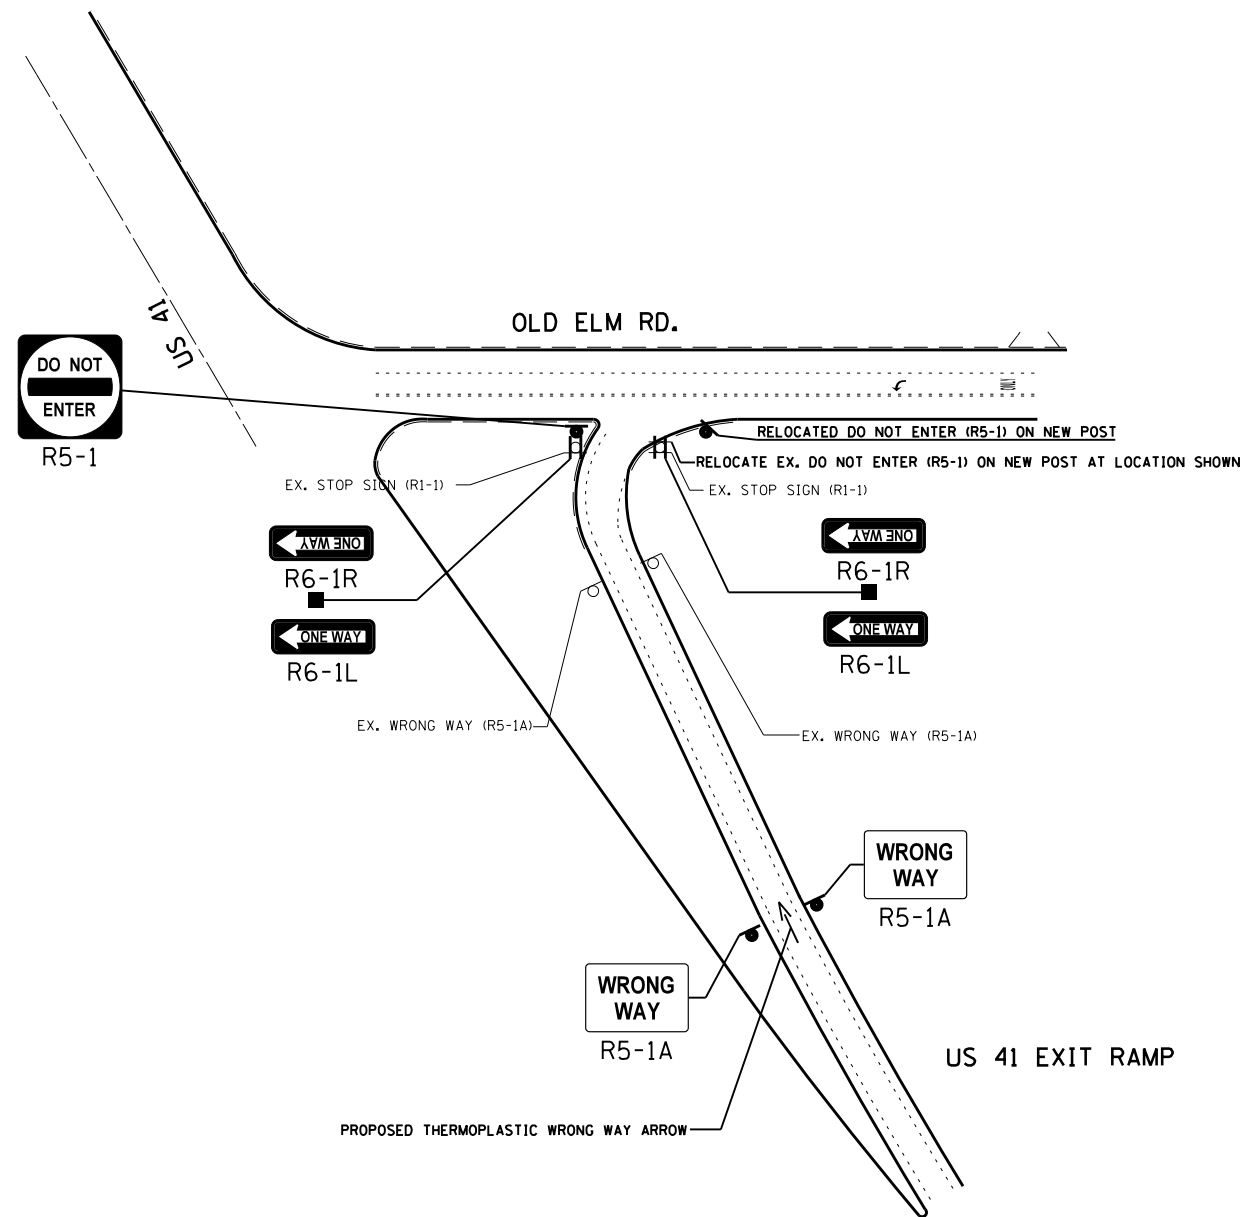 OLD ELM RD.
US 41
DO NOT
ENTER
R5-1
RELOCATED DO NOT ENTER (R5-1) ON NEW POST
RELOCATE EX. DO NOT ENTER (R5-1) ON NEW POST AT LOCATION SHOWN
EX. STOP SIGN (R1-1)
EX. STOP SIGN (R1-1)
ONE WAY
R6-1R
ONE WAY
R6-1L
ONE WAY
R6-1R
ONE WAY
R6-1L
EX. WRONG WAY (R5-1A)
EX. WRONG WAY (R5-1A)
WRONG
WAY
R5-1A
WRONG
WAY
R5-1A
US 41 EXIT RAMP
PROPOSED THERMOPLASTIC WRONG WAY ARROW